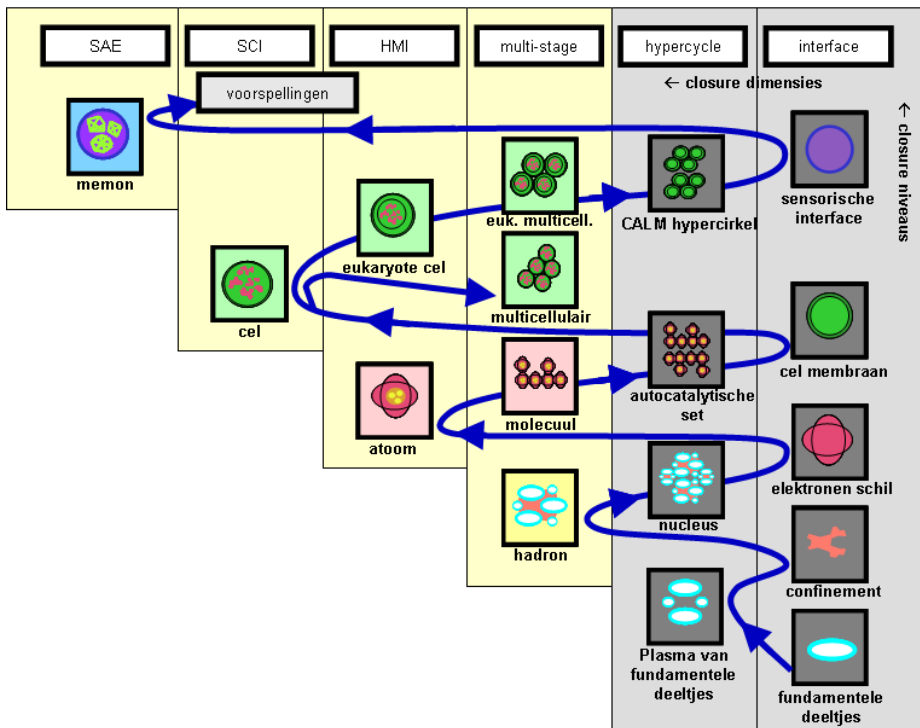 SAE
SCI
HMI
multi-stage
hypercycle
interface
voorspellingen
← closure dimensies
← closure niveaus
memon
euk. multicell.
CALM hypercirkel
sensorische
interface
eukaryote cel
cel
multicellulair
cel membraan
autocatalytische
set
molecuul
atoom
elektronen schil
nucleus
hadron
confinement
Plasma van
fundamentele
deeltjes
fundamentele
deeltjes